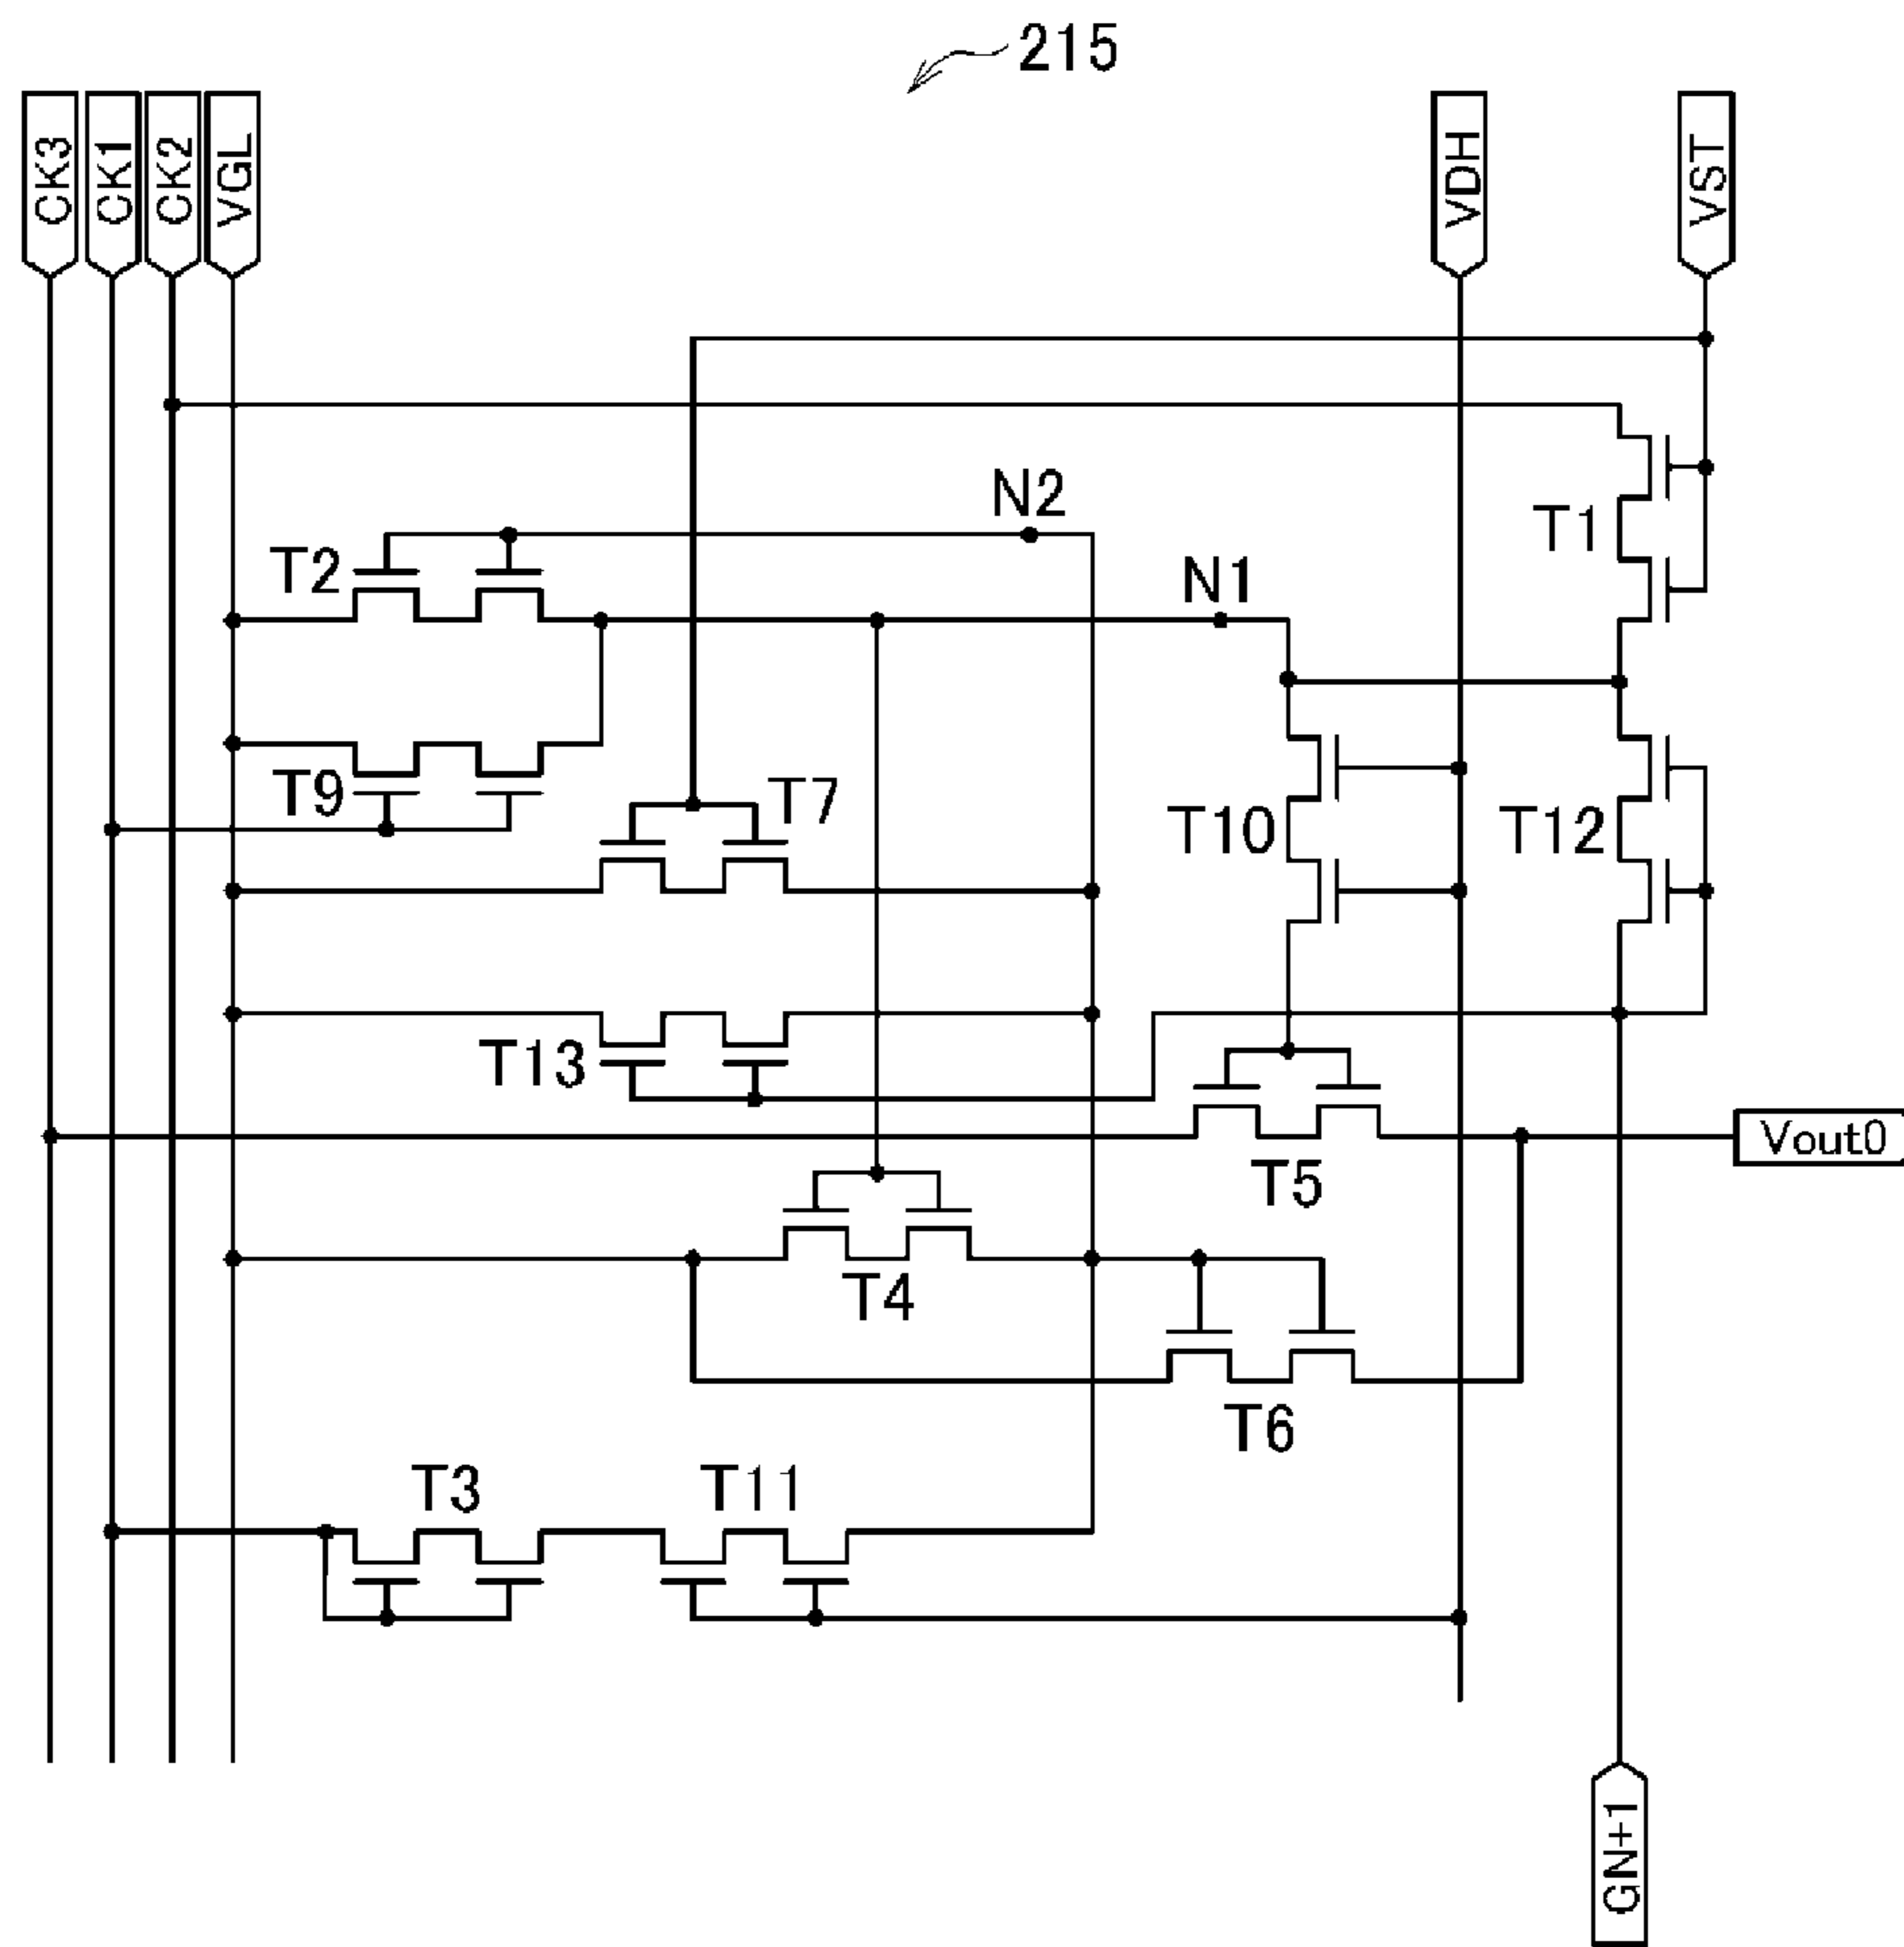 215
CK3
CK1
CK2
VGL
VDH
VST
N2
T1
T2
N1
T9
T7
T10
T12
T13
Vout0
T5
T4
T6
T3
T11
GN+1